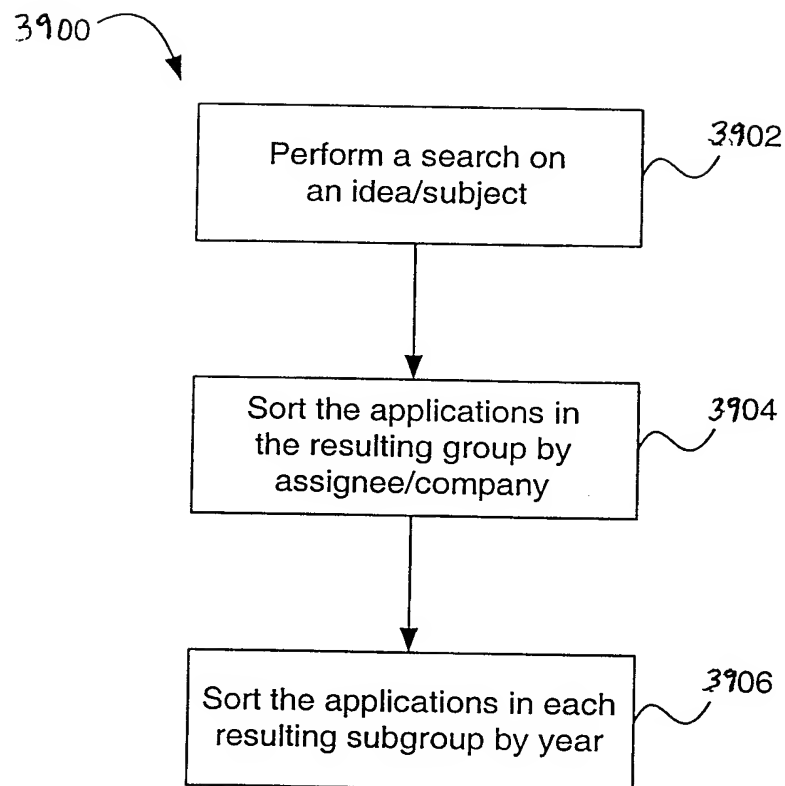 3900
Perform a search on
an idea/subject
3902
Sort the applications in
the resulting group by
assignee/company
3904
Sort the applications in each
resulting subgroup by year
3906